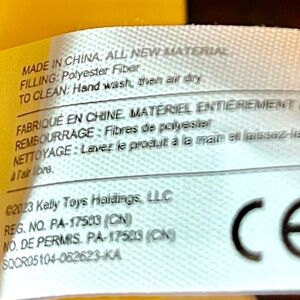 MADE IN CHINA. ALL NEW MATERIAL
FILLING: Polyester Fiber
TO CLEAN: Hand wash, then air dry.
FABRIQUÉ EN CHINE. MATÉRIEL ENTIÈREMENT
REMBOURRAGE: Fibres de polyester
NETTOYAGE: Lavez le produit à la main et laissez-le
à l'air libre.
©2023 Kelly Toys Holdings, LLC
REG. NO. PA-17503 (CN)
NO. DE PERMIS. PA-17503 (CN)
SQCR05104-062623-KA
CE